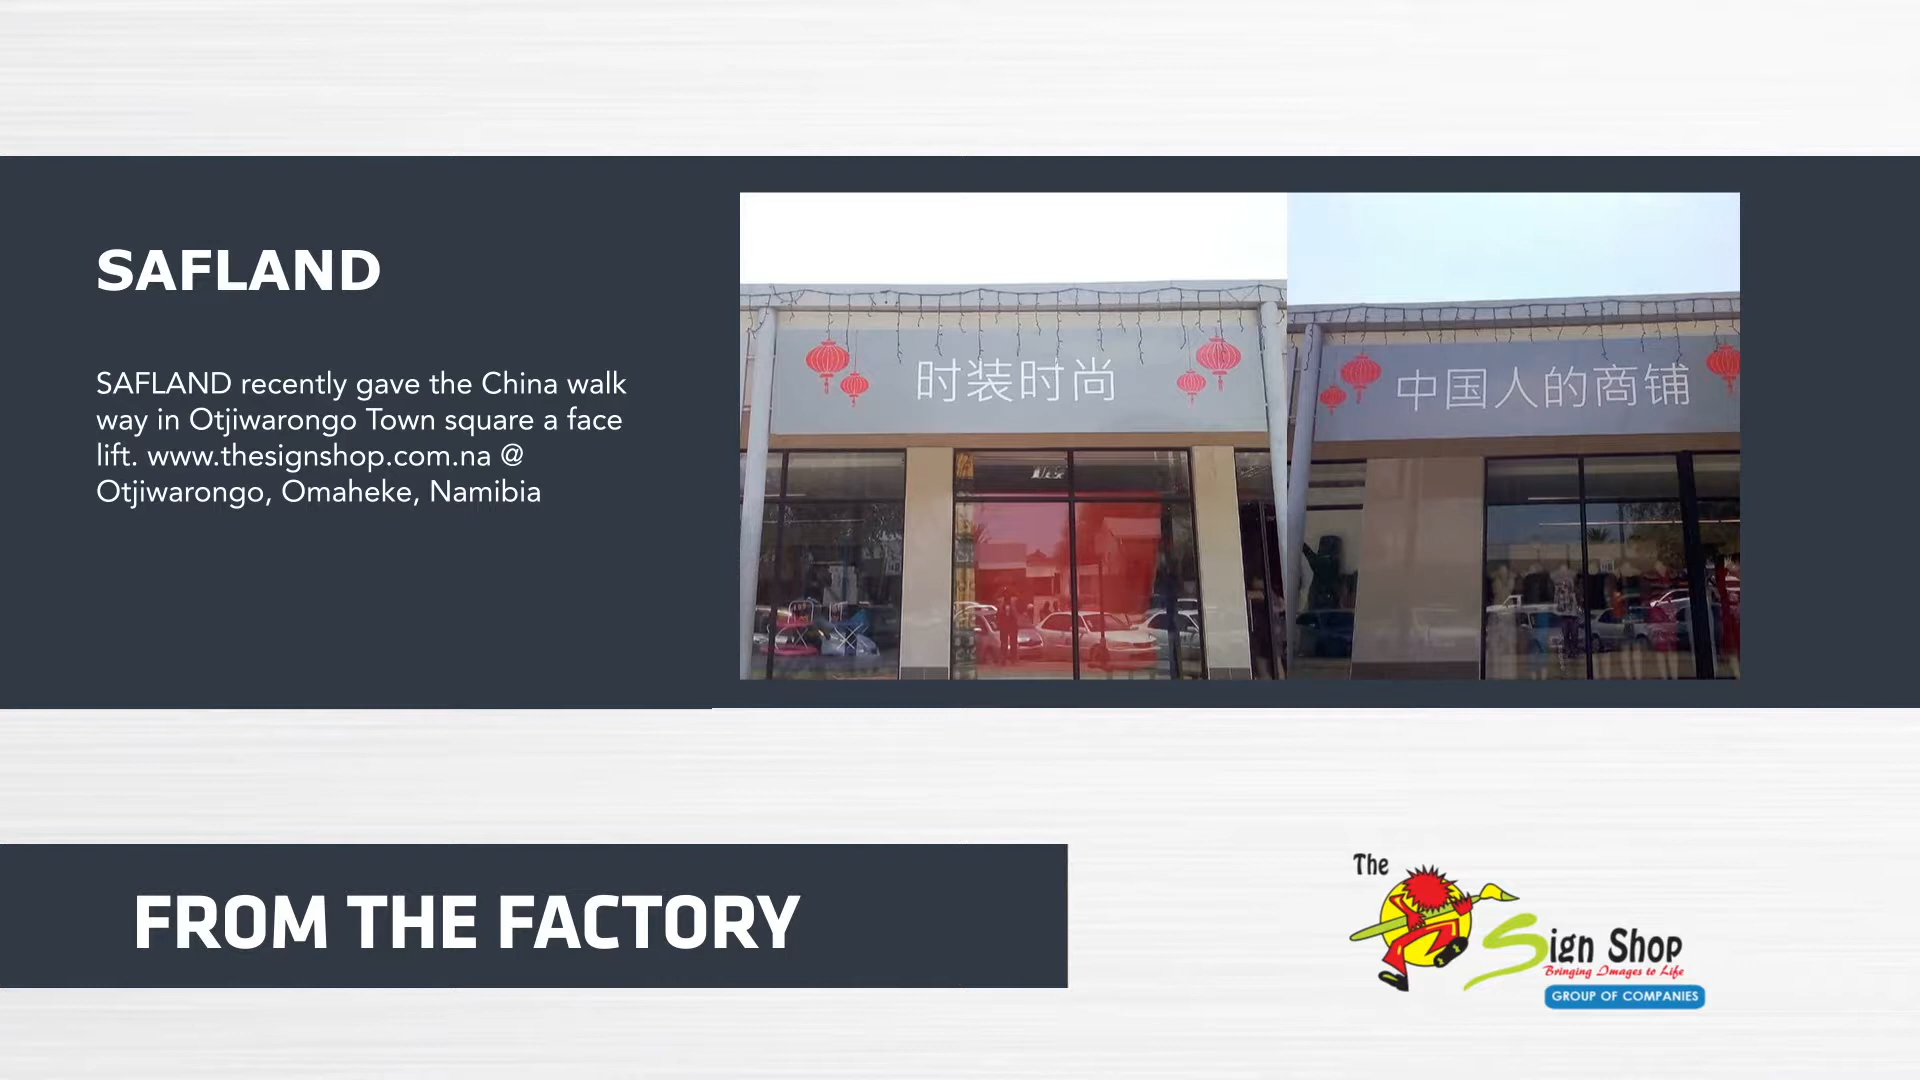 SAFLAND
SAFLAND recently gave the China walk
way in Otjiwarongo Town square a face
lift. www.thesignshop.com.na @
Otjiwarongo, Omaheke, Namibia
时装时尚
中国人的商铺
FROM THE FACTORY
The
Sign Shop
Bringing Images to Life
GROUP OF COMPANIES